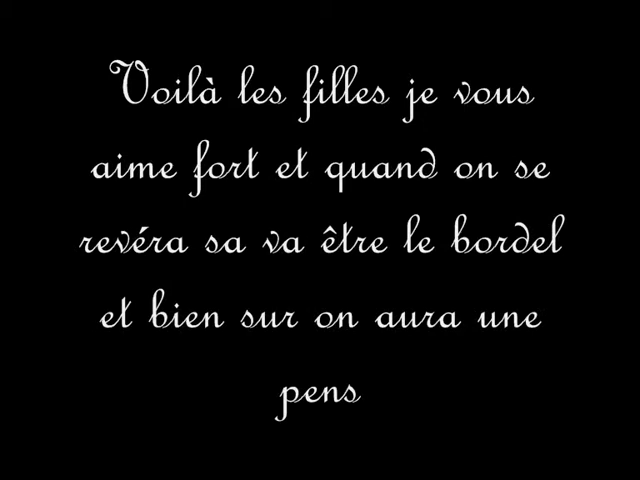 Voilà les filles je vous
aime fort et quand on se
revéra sa va être le bordel
et bien sur on aura une
pens